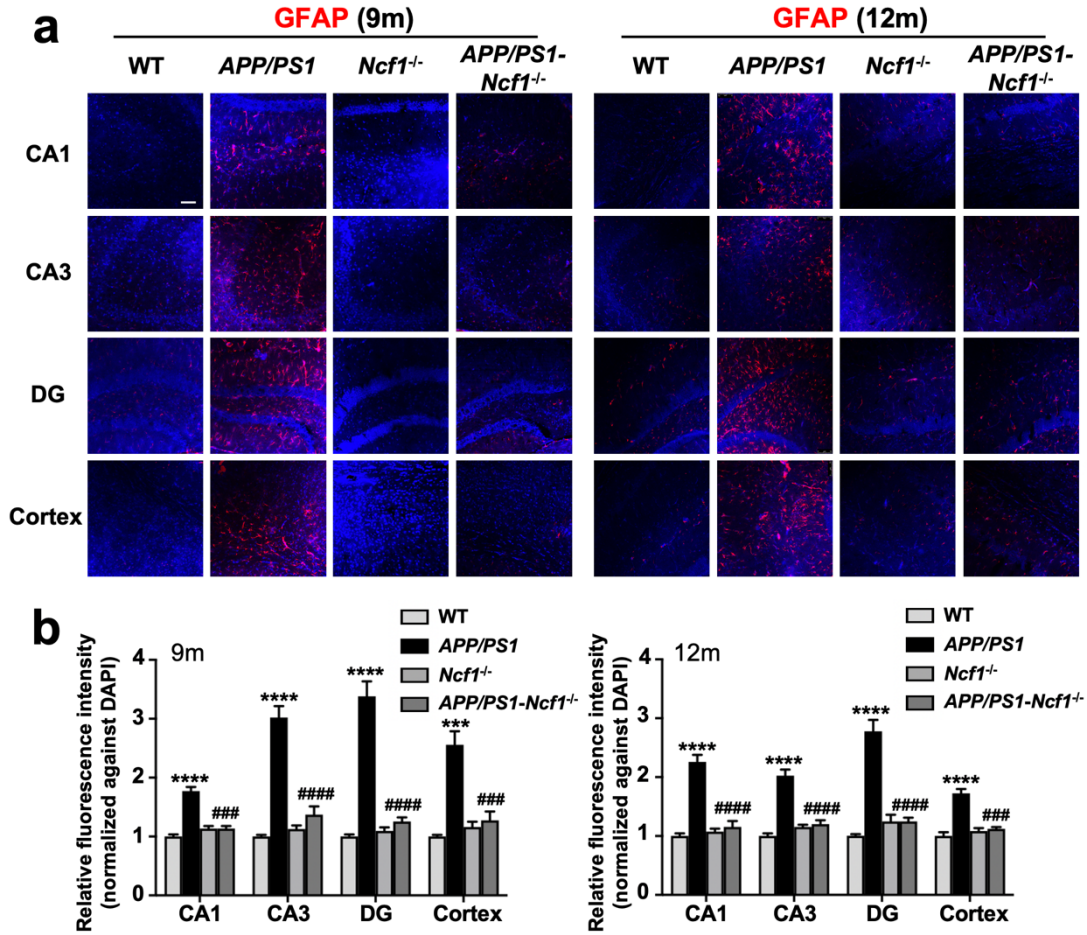 a
GFAP (9m)
GFAP (12m)
WT APP/PS1 Ncf1-/- APP/PS1-
Ncf1-/-
WT APP/PS1 Ncf1-/- APP/PS1-
Ncf1-/-
CA1
CA3
DG
Cortex
b
Relative fluorescence intensity
(normalized against DAPI)
9m
WT
APP/PS1
Ncf1-/-
APP/PS1-Ncf1-/-
4
3
2
1
0
**** **** **** ***
### #### #### ###
CA1 CA3 DG Cortex
Relative fluorescence intensity
(normalized against DAPI)
12m
WT
APP/PS1
Ncf1-/-
APP/PS1-Ncf1-/-
4
3
2
1
0
**** **** **** ****
#### #### #### ###
CA1 CA3 DG Cortex